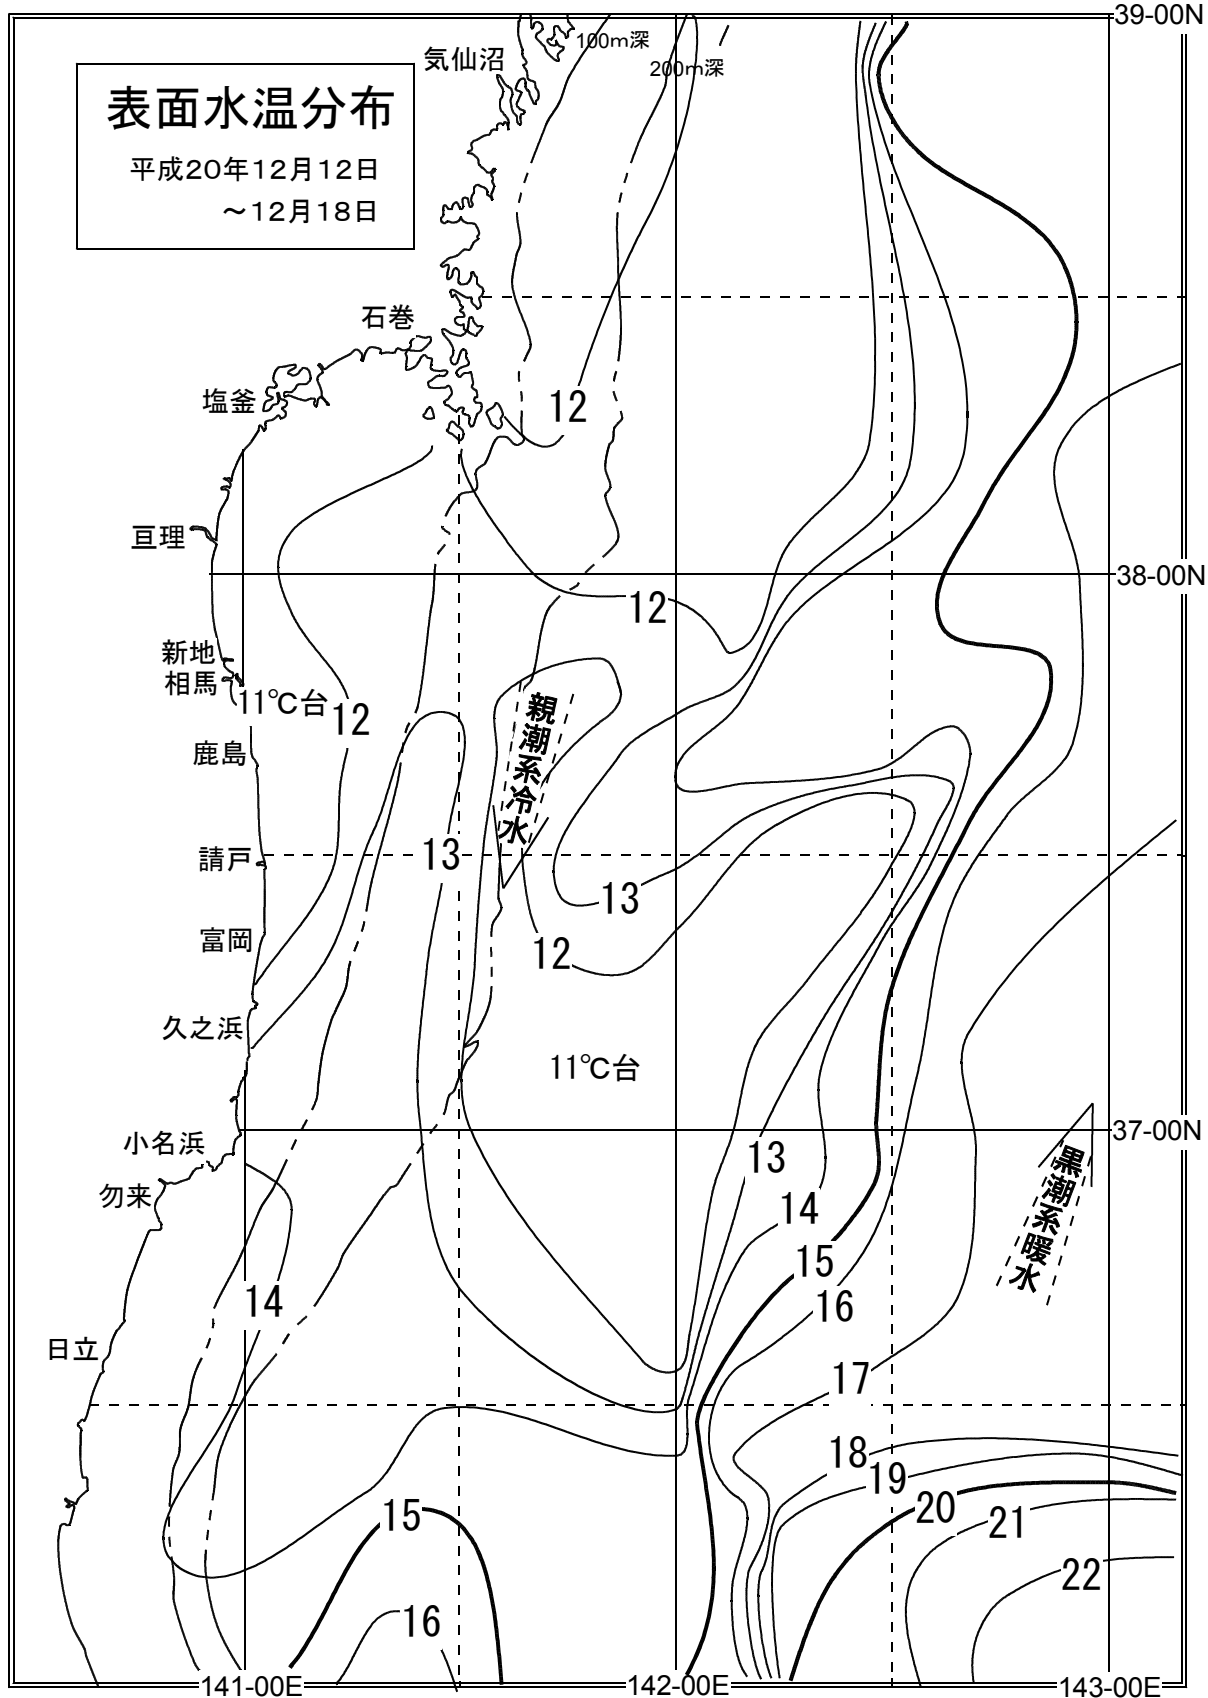 39-00N
100m深
気仙沼
200m深
表面水温分布
平成20年12月12日
～12月18日
石巻
塩釜
12
亘理
38-00N
12
新地
相馬
11℃台
12
親潮系冷水
鹿島
請戸
13
13
富岡
12
久之浜
11℃台
37-00N
小名浜
13
黒潮系暖水
勿来
14
15
14
16
日立
17
18
19
20
15
21
22
16
141-00E
142-00E
143-00E